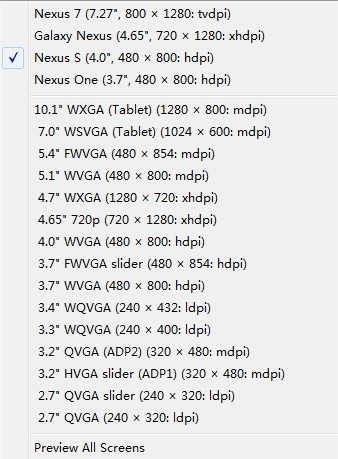 Nexus 7 (7.27", 800 × 1280: tvdpi)
Galaxy Nexus (4.65", 720 × 1280: xhdpi)
Nexus S (4.0", 480 × 800: hdpi)
Nexus One (3.7", 480 × 800: hdpi)
10.1" WXGA (Tablet) (1280 × 800: mdpi)
7.0" WSVGA (Tablet) (1024 × 600: mdpi)
5.4" FWVGA (480 × 854: mdpi)
5.1" WVGA (480 × 800: mdpi)
4.7" WXGA (1280 × 720: xhdpi)
4.65" 720p (720 × 1280: xhdpi)
4.0" WVGA (480 × 800: hdpi)
3.7" FWVGA slider (480 × 854: hdpi)
3.7" WVGA (480 × 800: hdpi)
3.4" WQVGA (240 × 432: ldpi)
3.3" WQVGA (240 × 400: ldpi)
3.2" QVGA (ADP2) (320 × 480: mdpi)
3.2" HVGA slider (ADP1) (320 × 480: mdpi)
2.7" QVGA slider (240 × 320: ldpi)
2.7" QVGA (240 × 320: ldpi)
Preview All Screens